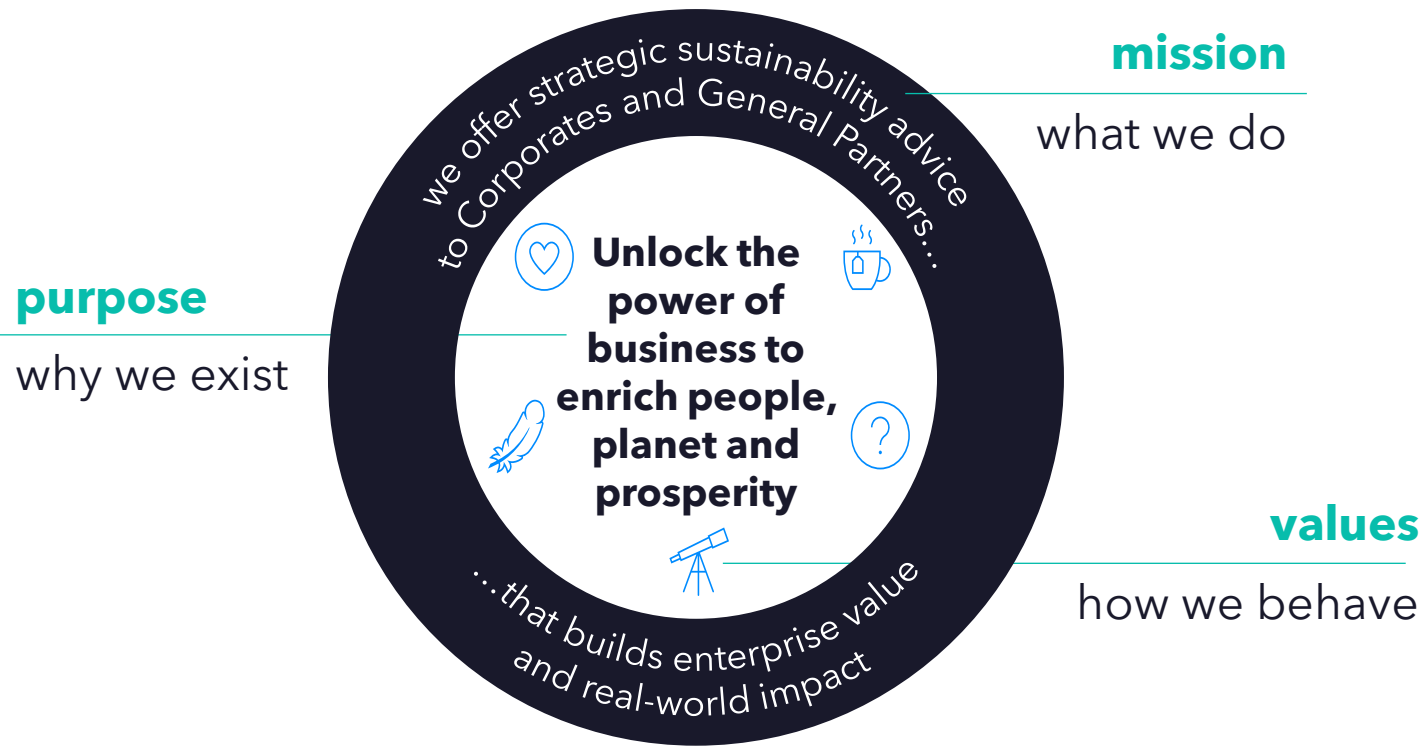 mission
what we do
we offer strategic sustainability advice
to Corporates and General Partners...
purpose
why we exist
Unlock the
power of
business to
enrich people,
planet and
prosperity
?
values
how we behave
...that builds enterprise value
and real-world impact